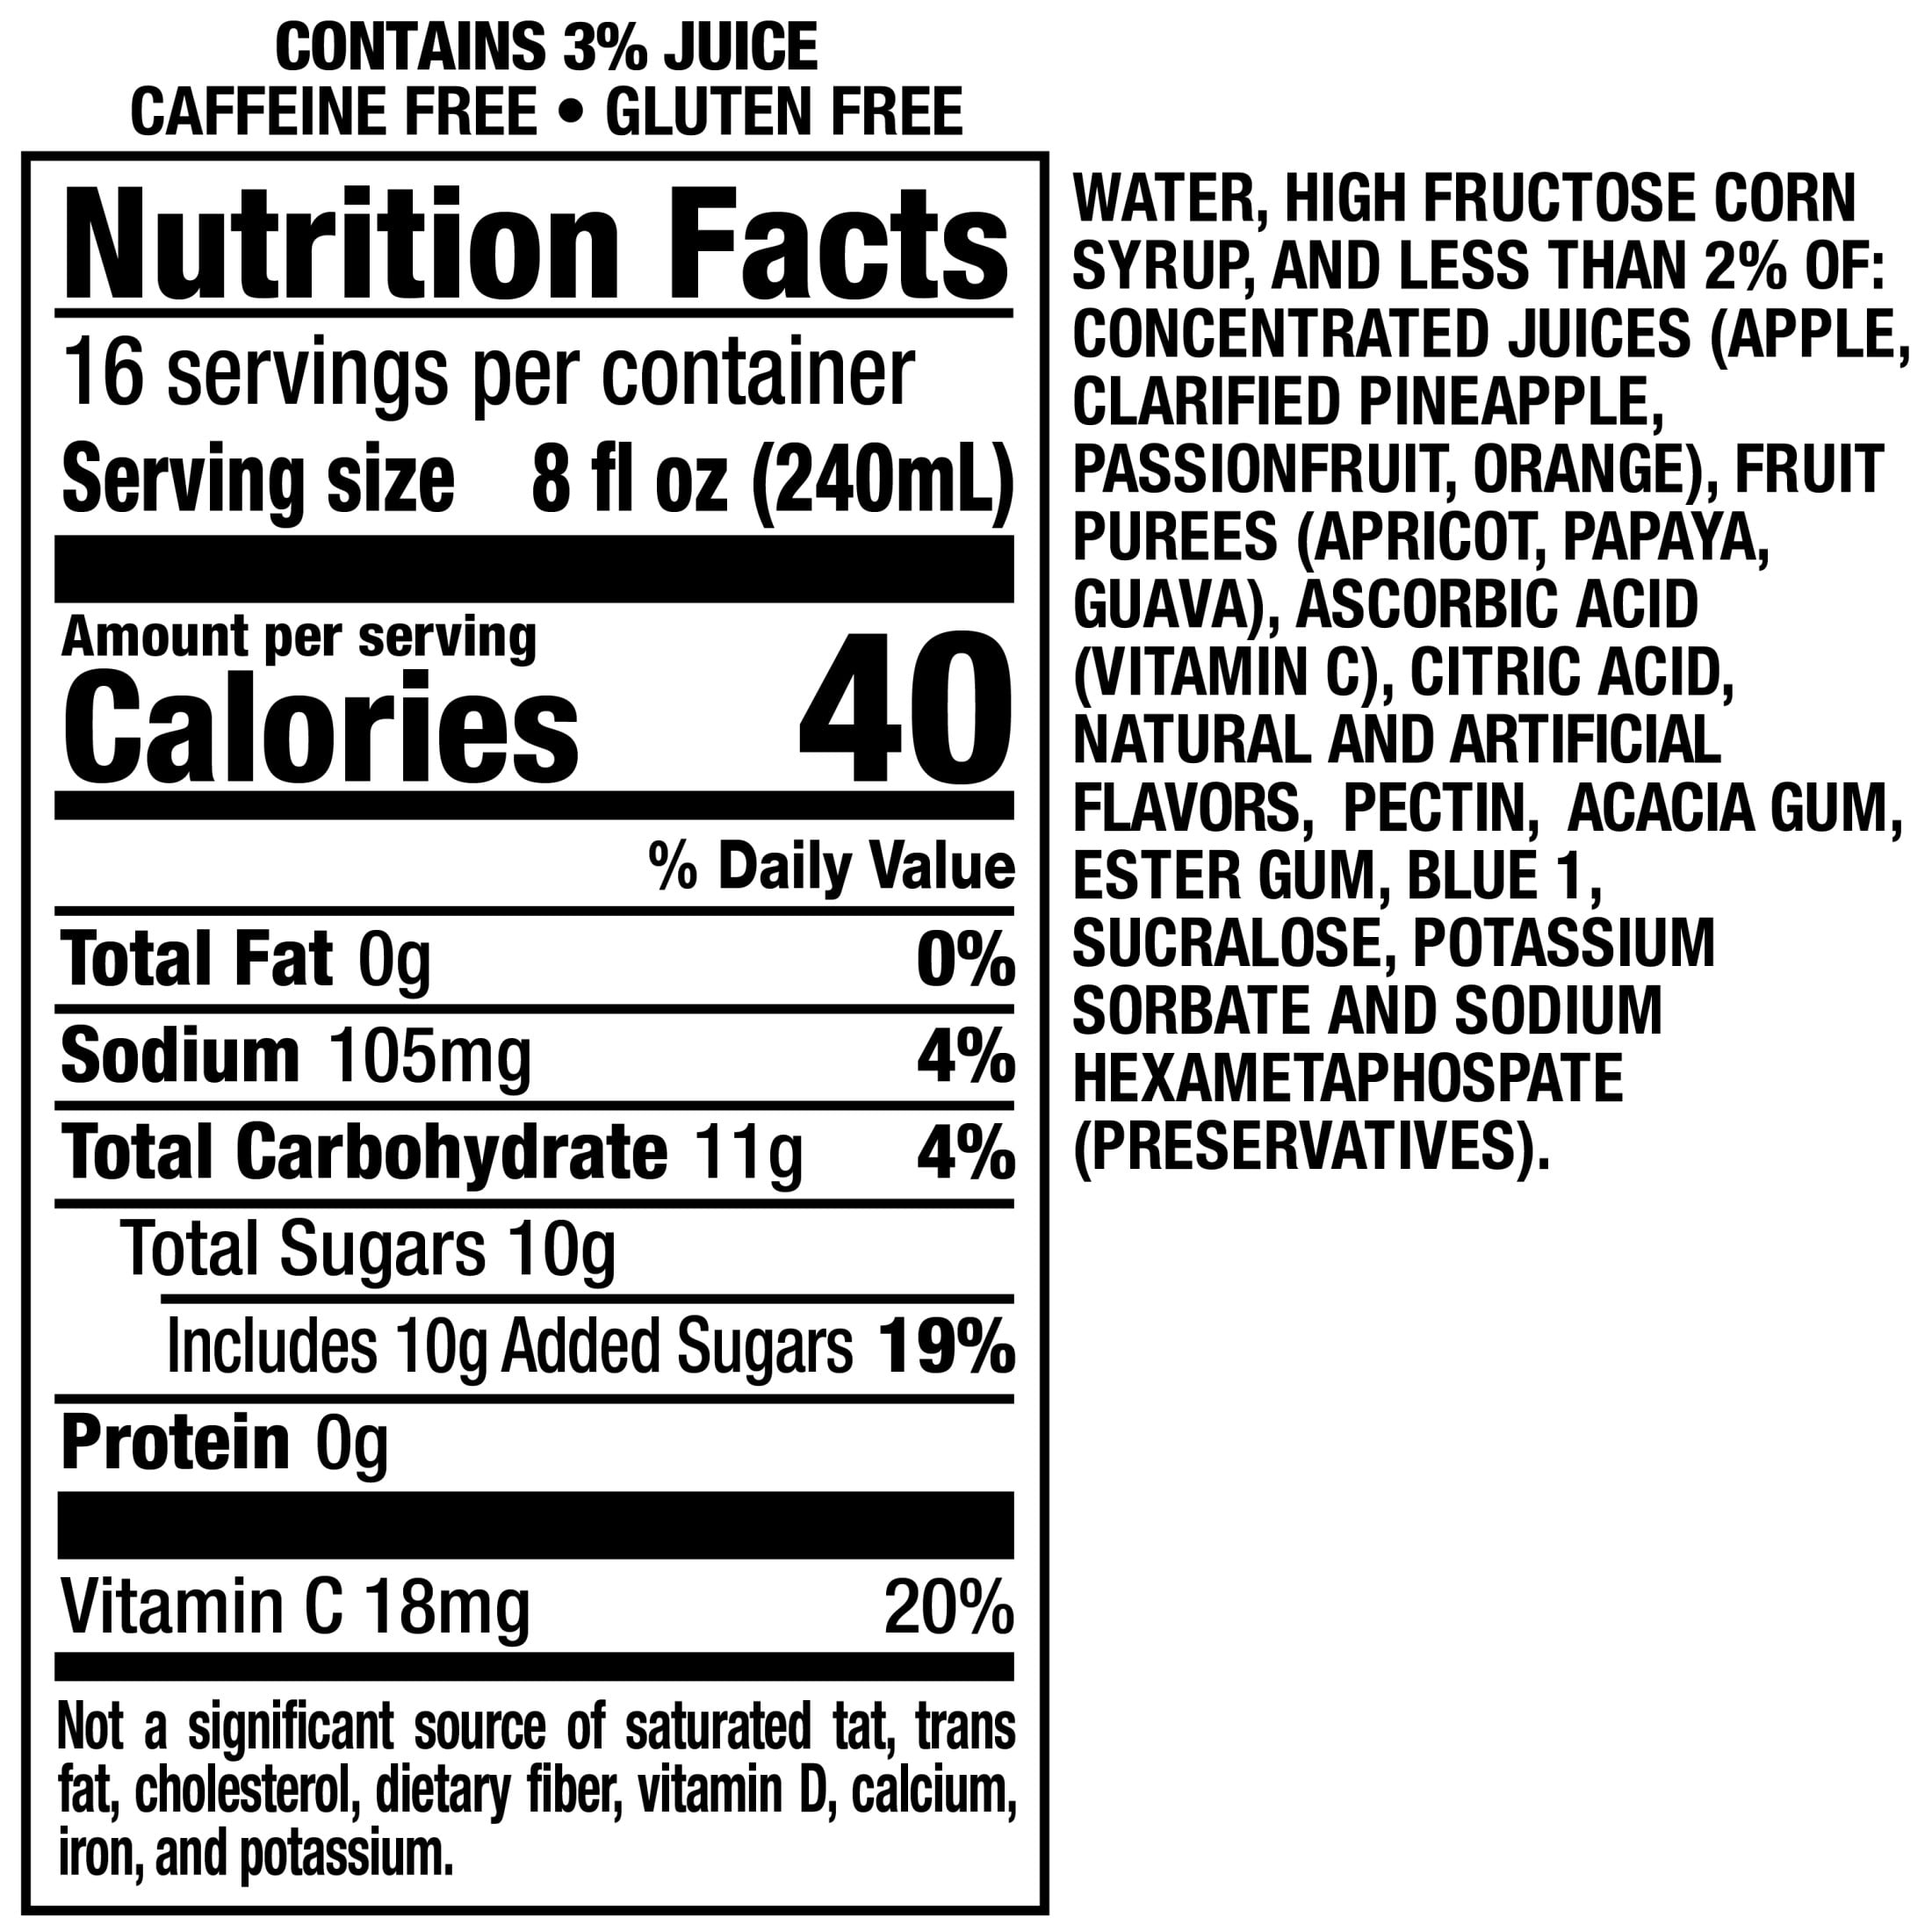 CONTAINS 3% JUICE
CAFFEINE FREE • GLUTEN FREE
Nutrition Facts
16 servings per container
Serving size 8 fl oz (240mL)
Amount per serving
Calories 40
% Daily Value
Total Fat 0g 0%
Sodium 105mg 4%
Total Carbohydrate 11g 4%
Total Sugars 10g
Includes 10g Added Sugars 19%
Protein 0g
Vitamin C 18mg 20%
Not a significant source of saturated tat, trans
fat, cholesterol, dietary fiber, vitamin D, calcium,
iron, and potassium.
WATER, HIGH FRUCTOSE CORN
SYRUP, AND LESS THAN 2% OF:
CONCENTRATED JUICES (APPLE,
CLARIFIED PINEAPPLE,
PASSIONFRUIT, ORANGE), FRUIT
PUREES (APRICOT, PAPAYA,
GUAVA), ASCORBIC ACID
(VITAMIN C), CITRIC ACID,
NATURAL AND ARTIFICIAL
FLAVORS, PECTIN, ACACIA GUM,
ESTER GUM, BLUE 1,
SUCRALOSE, POTASSIUM
SORBATE AND SODIUM
HEXAMETAPHOSPATE
(PRESERVATIVES).